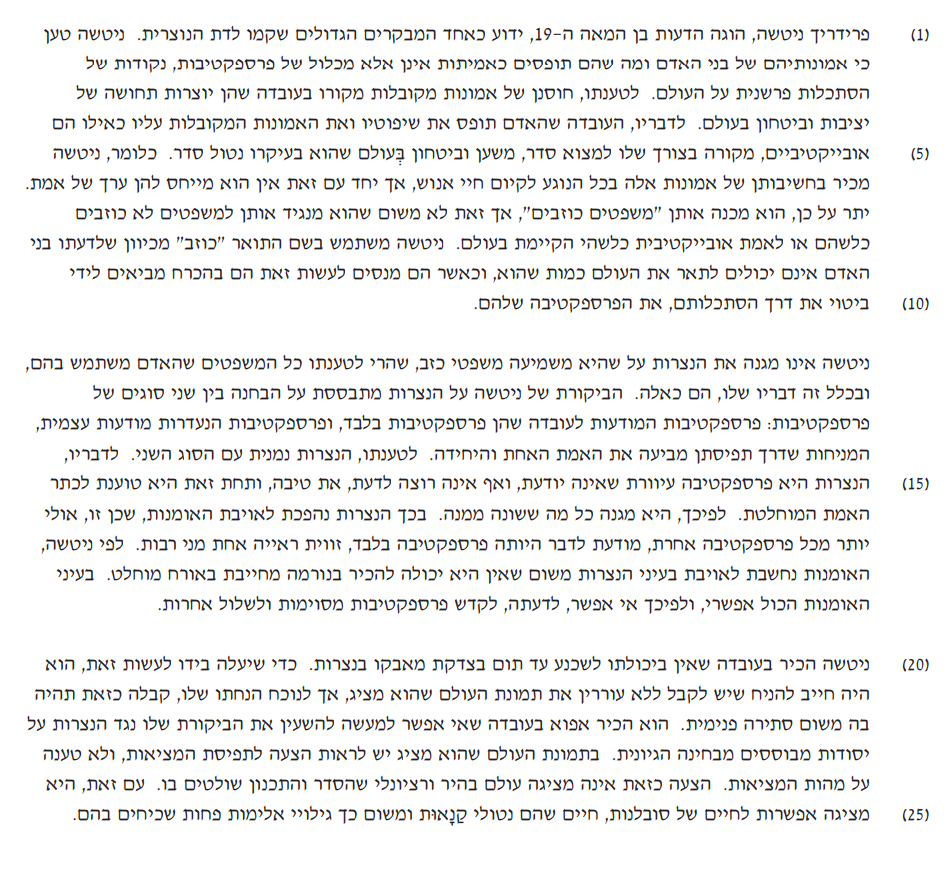 (1) פרידריך ניטשה, הוגה הדעות בן המאה ה-19, ידוע כאחד המבקרים הגדולים שקמו לדת הנוצרית. ניטשה טען
כי אמונותיהם של בני האדם ומה שהם תופסים כאמיתות אינן אלא מכלול של פרספקטיבות, נקודות של
הסתכלות פרשנית על העולם. לטענתו, חוסנן של אמונות מקובלות מקורו בעובדה שהן יוצרות תחושה של
יציבות וביטחון בעולם. לדבריו, העובדה שהאדם תופס את שיפוטיו ואת האמונות המקובלות עליו כאילו הם
(5) אובייקטיביים, מקורה בצורך שלו למצוא סדר, משען וביטחון בְּעולם שהוא בעיקרו נטול סדר. כלומר, ניטשה
מכיר בחשיבותן של אמונות אלה בכל הנוגע לקיום חיי אנוש, אך יחד עם זאת אין הוא מייחס להן ערך של אמת.
יתר על כן, הוא מכנה אותן "משפטים כוזבים", אך זאת לא משום שהוא מנגיד אותן למשפטים לא כוזבים
כלשהם או לאמת אובייקטיבית כלשהי הקיימת בעולם. ניטשה משתמש בשם התואר "כוזב" מכיוון שלדעתו בני
האדם אינם יכולים לתאר את העולם כמות שהוא, וכאשר הם מנסים לעשות זאת הם בהכרח מביאים לידי
(10) ביטוי את דרך הסתכלותם, את הפרספקטיבה שלהם.
ניטשה אינו מגנה את הנצרות על שהיא משמיעה משפטי כזב, שהרי לטענתו כל המשפטים שהאדם משתמש בהם,
ובכלל זה דבריו שלו, הם כאלה. הביקורת של ניטשה על הנצרות מתבססת על הבחנה בין שני סוגים של
פרספקטיבות: פרספקטיבות המודעות לעובדה שהן פרספקטיבות בלבד, ופרספקטיבות הנעדרות מודעות עצמית,
המניחות שדרך תפיסתן מביעה את האמת האחת והיחידה. לטענתו, הנצרות נמנית עם הסוג השני. לדבריו,
(15) הנצרות היא פרספקטיבה עיוורת שאינה יודעת, ואף אינה רוצה לדעת, את טיבה, ותחת זאת היא טוענת לכתר
האמת המוחלטת. לפיכך, היא מגנה כל מה ששונה ממנה. בכך הנצרות נהפכת לאויבת האומנות, שכן זו, אולי
יותר מכל פרספקטיבה אחרת, מודעת לדבר היותה פרספקטיבה בלבד, זווית ראייה אחת מני רבות. לפי ניטשה,
האומנות נחשבת לאויבת בעיני הנצרות משום שאין היא יכולה להכיר בנורמה מחייבת באורח מוחלט. בעיני
האומנות הכול אפשרי, ולפיכך אי אפשר, לדעתה, לקדש פרספקטיבות מסוימות ולשלול אחרות.
(20) ניטשה הכיר בעובדה שאין ביכולתו לשכנע עד תום בצדקת מאבקו בנצרות. כדי שיעלה בידו לעשות זאת, הוא
היה חייב להניח שיש לקבל ללא עוררין את תמונת העולם שהוא מציג, אך לנוכח הנחתו שלו, קבלה כזאת תהיה
בה משום סתירה פנימית. הוא הכיר אפוא בעובדה שאי אפשר למעשה להשעין את הביקורת שלו נגד הנצרות על
יסודות מבוססים מבחינה הגיונית. בתמונת העולם שהוא מציג יש לראות הצעה לתפיסת המציאות, ולא טענה
על מהות המציאות. הצעה כזאת אינה מציגה עולם בהיר ורציונלי שהסדר והתכנון שולטים בו. עם זאת, היא
(25) מציגה אפשרות לחיים של סובלנות, חיים שהם נטולי קַנָאוּת ומשום כך גילויי אלימות פחות שכיחים בהם.